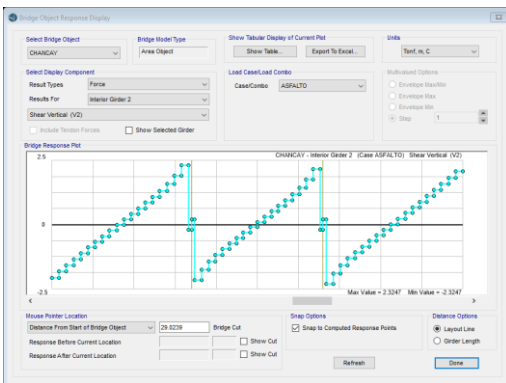 Bridge Object Response Display
Select Bridge Object
CHANCAY
Bridge Model Type
Area Object
Show Tabular Display of Current Plot
Show Table...
Export To Excel...
Units
Tonf, m, C
Select Display Component
Result Types
Force
Results For
Interior Girder 2
Shear Vertical (V2)
Include Tendon Forces
Show Selected Girder
Load Case/Load Combo
Case/Combo
ASFALTO
Multivalued Options
Envelope Max/Min
Envelope Max
Envelope Min
Step
1
Bridge Response Plot
2.5
CHANCAY - Interior Girder 2 (Case ASFALTO) Shear Vertical (V2)
0
-2.5
Max Value = 2.3247 Min Value = -2.3247
Mouse Pointer Location
Distance From Start of Bridge Object
29.0239
Bridge Cut
Response Before Current Location
Show Cut
Response After Current Location
Show Cut
Snap Options
Snap to Computed Response Points
Distance Options
Layout Line
Girder Length
Refresh
Done